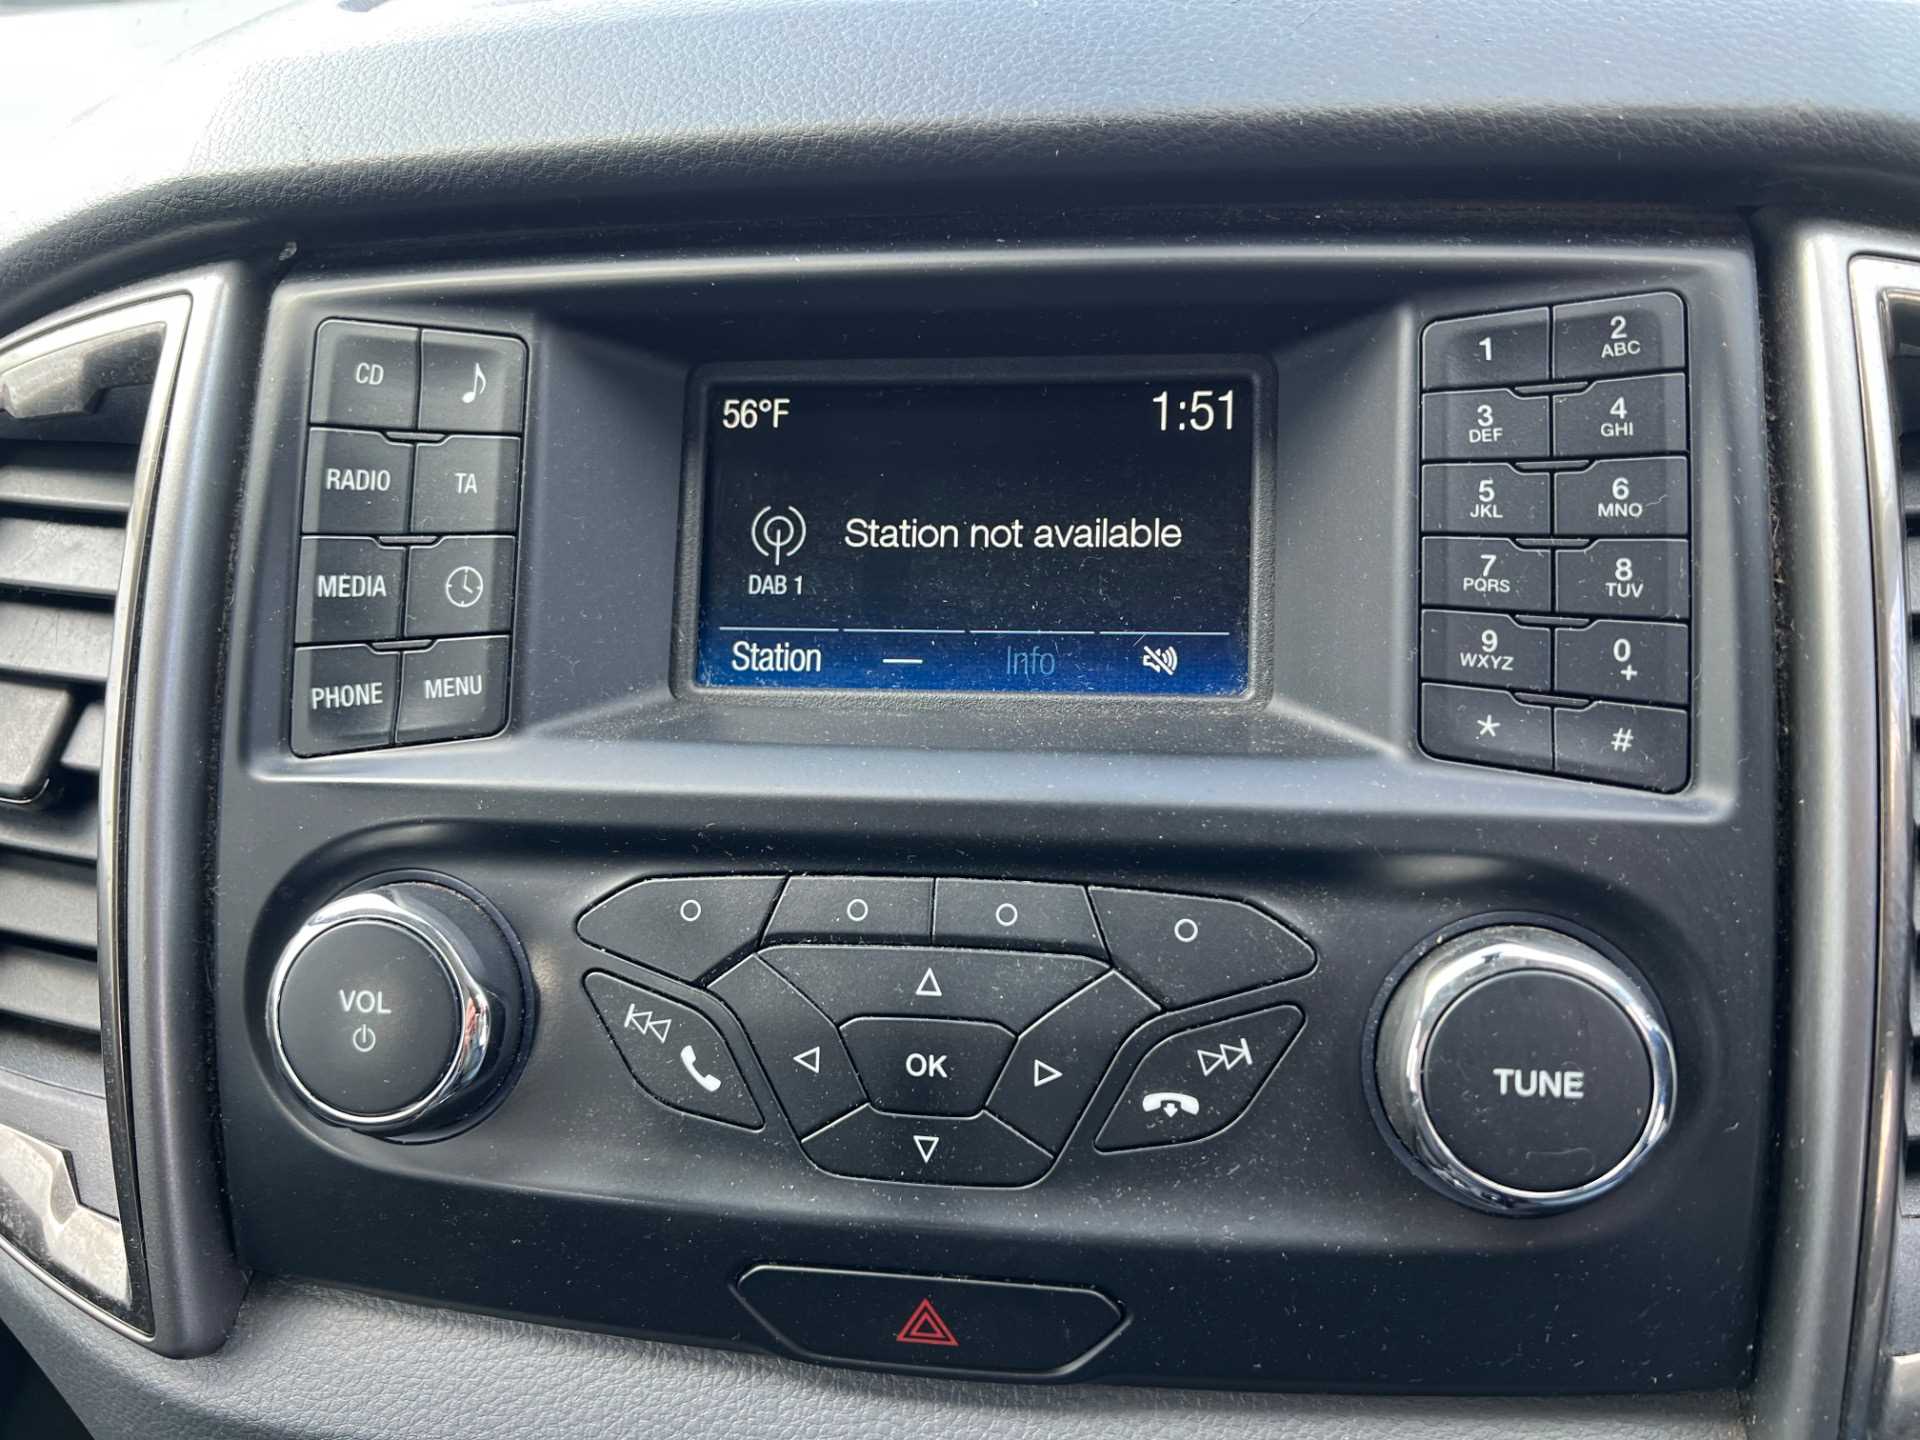 CD
RADIO TA
MEDIA
PHONE MENU
56°F 1:51
Station not available
DAB 1
Station — Info
1 2
ABC
3 4
DEF GHI
5 6
JKL MNO
7 8
PQRS TUV
9 0
WXYZ +
* #
VOL
OK
TUNE